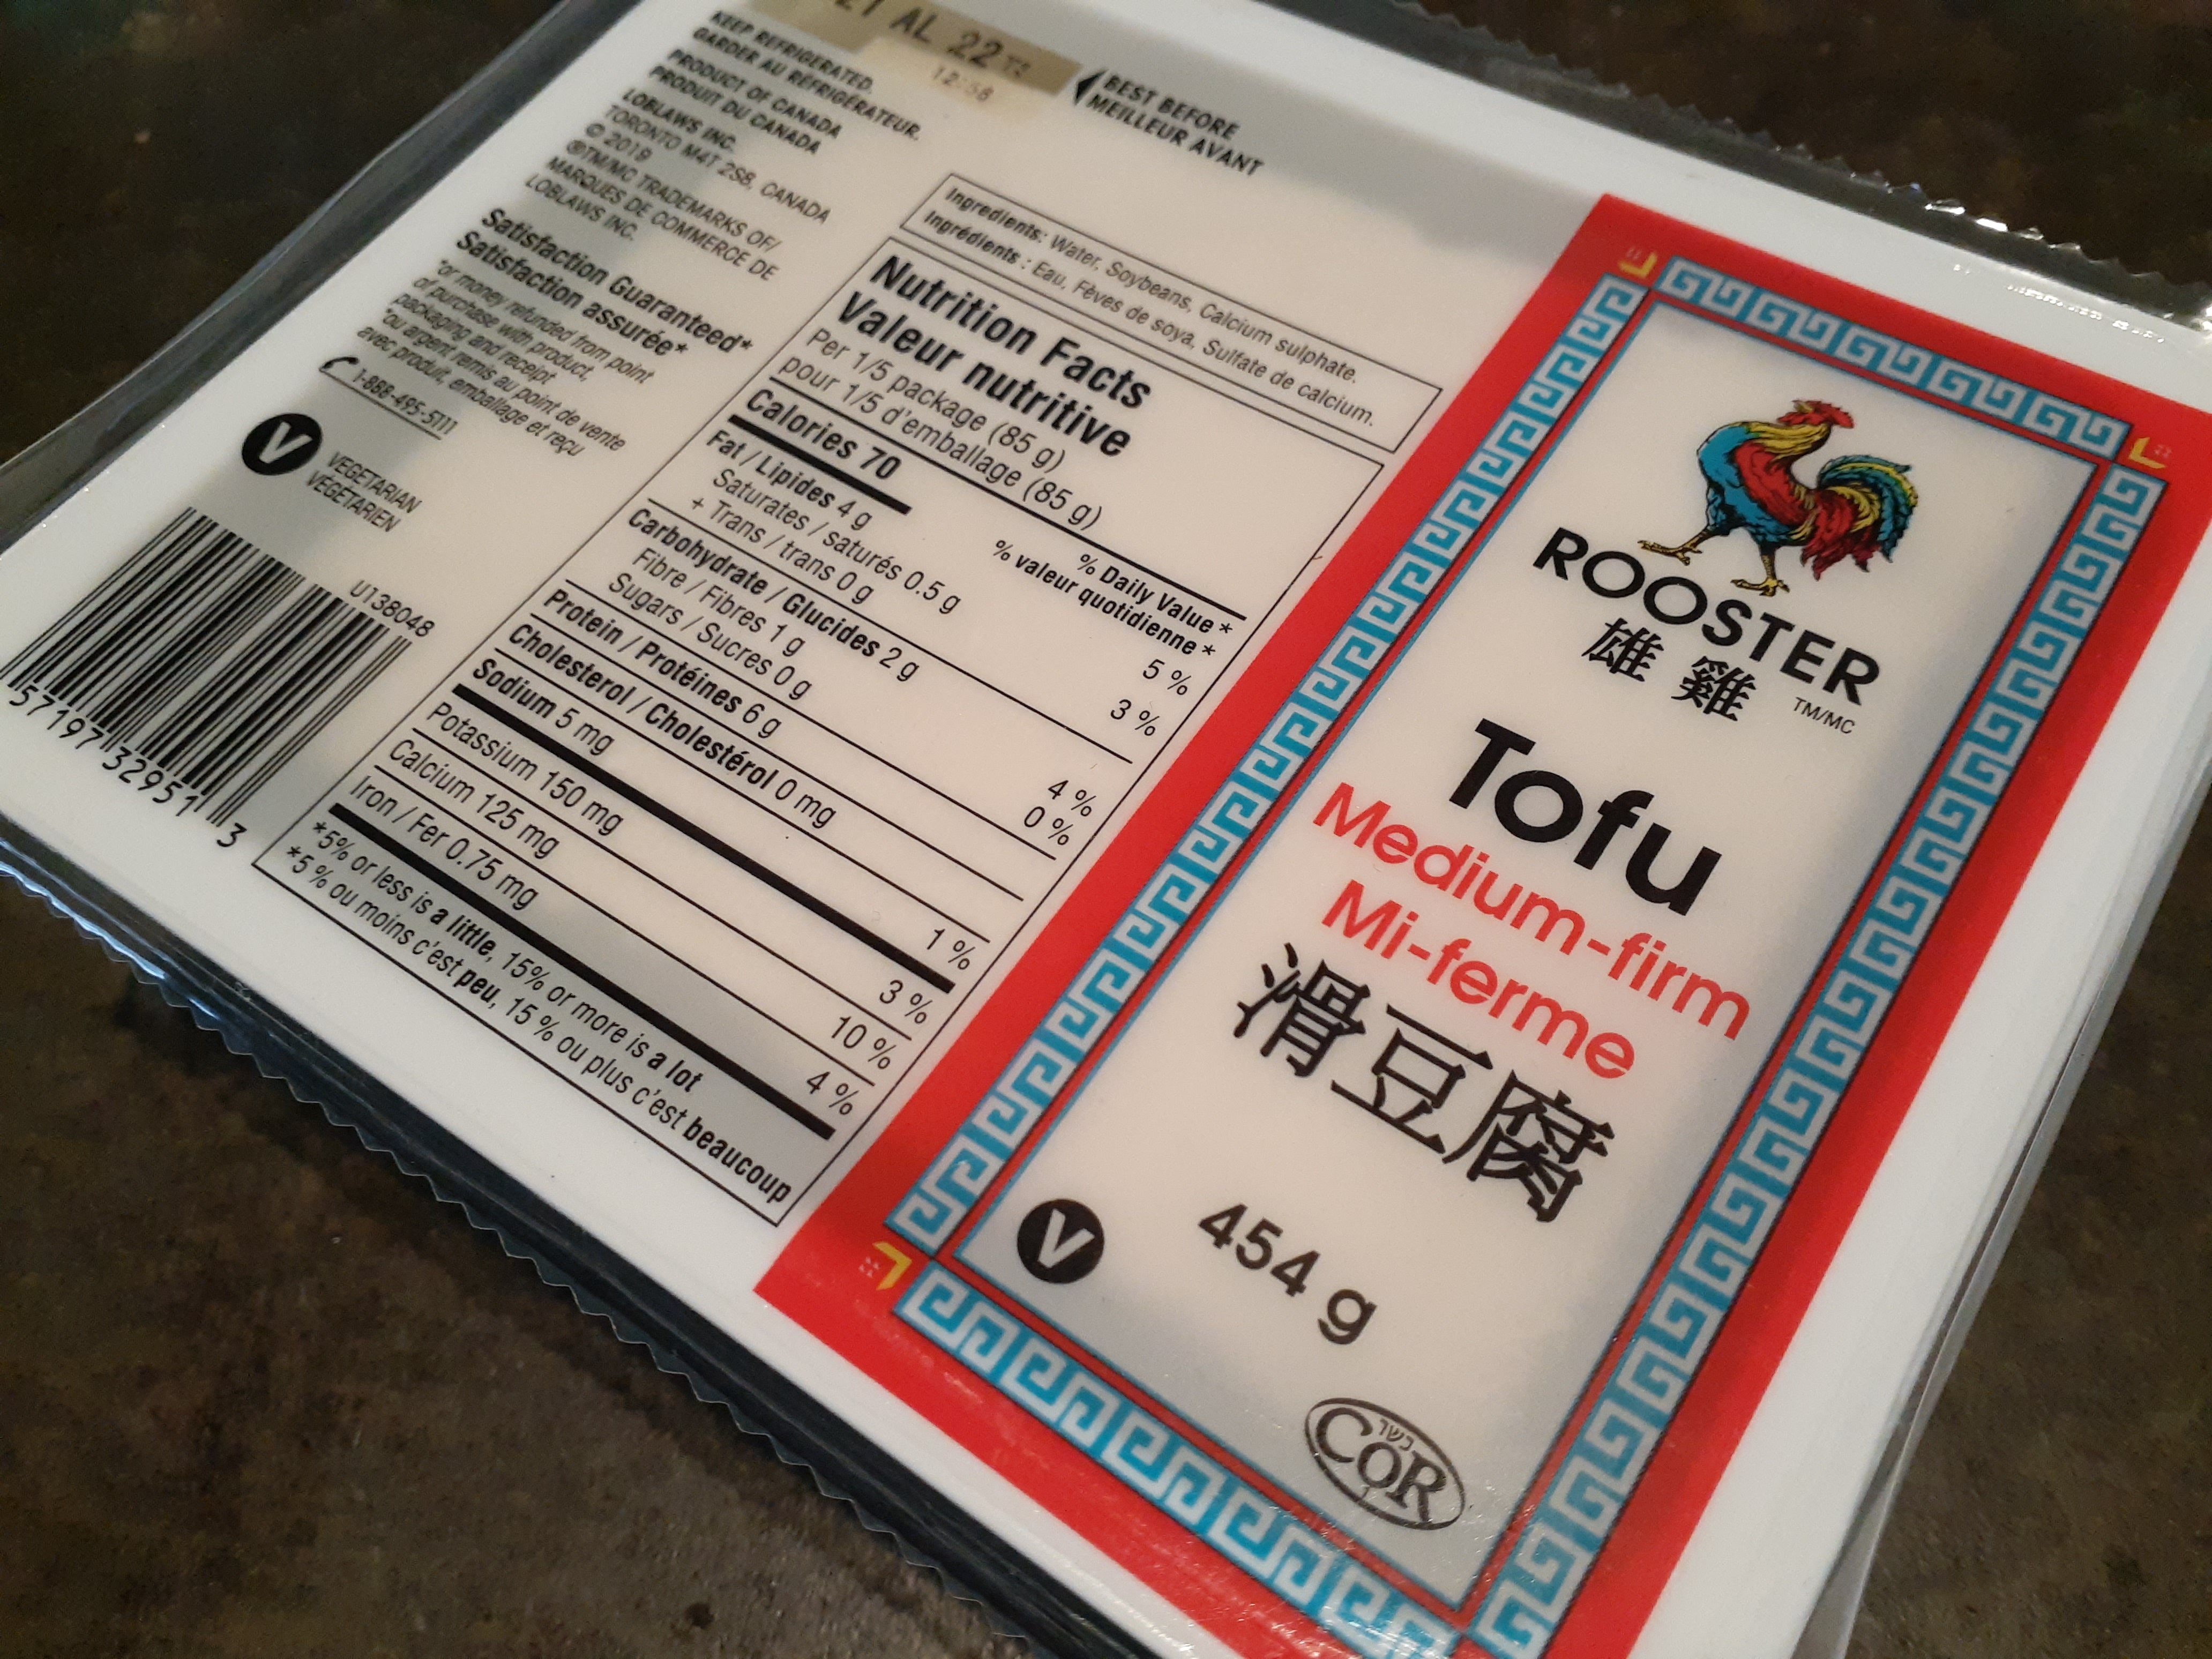 21 AL 22 T3
12:58
BEST BEFORE
MEILLEUR AVANT
KEEP REFRIGERATED.
GARDER AU RÉFRIGÉRATEUR.
PRODUCT OF CANADA
PRODUIT DU CANADA
LOBLAWS INC.
TORONTO M4T 2S8, CANADA
© 2019
®TM/MC TRADEMARKS OF/
MARQUES DE COMMERCE DE
LOBLAWS INC.
Satisfaction Guaranteed*
Satisfaction assurée*
*or money refunded from point
of purchase with product,
packaging and receipt
*ou argent remis au point de vente
avec produit, emballage et reçu
1-888-495-5111
V
VEGETARIAN
VÉGÉTARIEN
U138048
57197 32951 3
Ingredients: Water, Soybeans, Calcium sulphate.
Ingrédients : Eau, Fèves de soya, Sulfate de calcium.
Nutrition Facts
Valeur nutritive
Per 1/5 package (85 g)
pour 1/5 d'emballage (85 g)
Calories 70
% Daily Value *
% valeur quotidienne *
Fat / Lipides 4 g 5 %
Saturates / saturés 0.5 g
+ Trans / trans 0 g 3 %
Carbohydrate / Glucides 2 g
Fibre / Fibres 1 g 4 %
Sugars / Sucres 0 g 0 %
Protein / Protéines 6 g
Cholesterol / Cholestérol 0 mg
Sodium 5 mg 1 %
Potassium 150 mg 3 %
Calcium 125 mg 10 %
Iron / Fer 0.75 mg 4 %
*5% or less is a little, 15% or more is a lot
*5 % ou moins c'est peu, 15 % ou plus c'est beaucoup
ROOSTER
雄雞 TM/MC
Tofu
Medium-firm
Mi-ferme
滑豆腐
V
454 g
כשר
COR